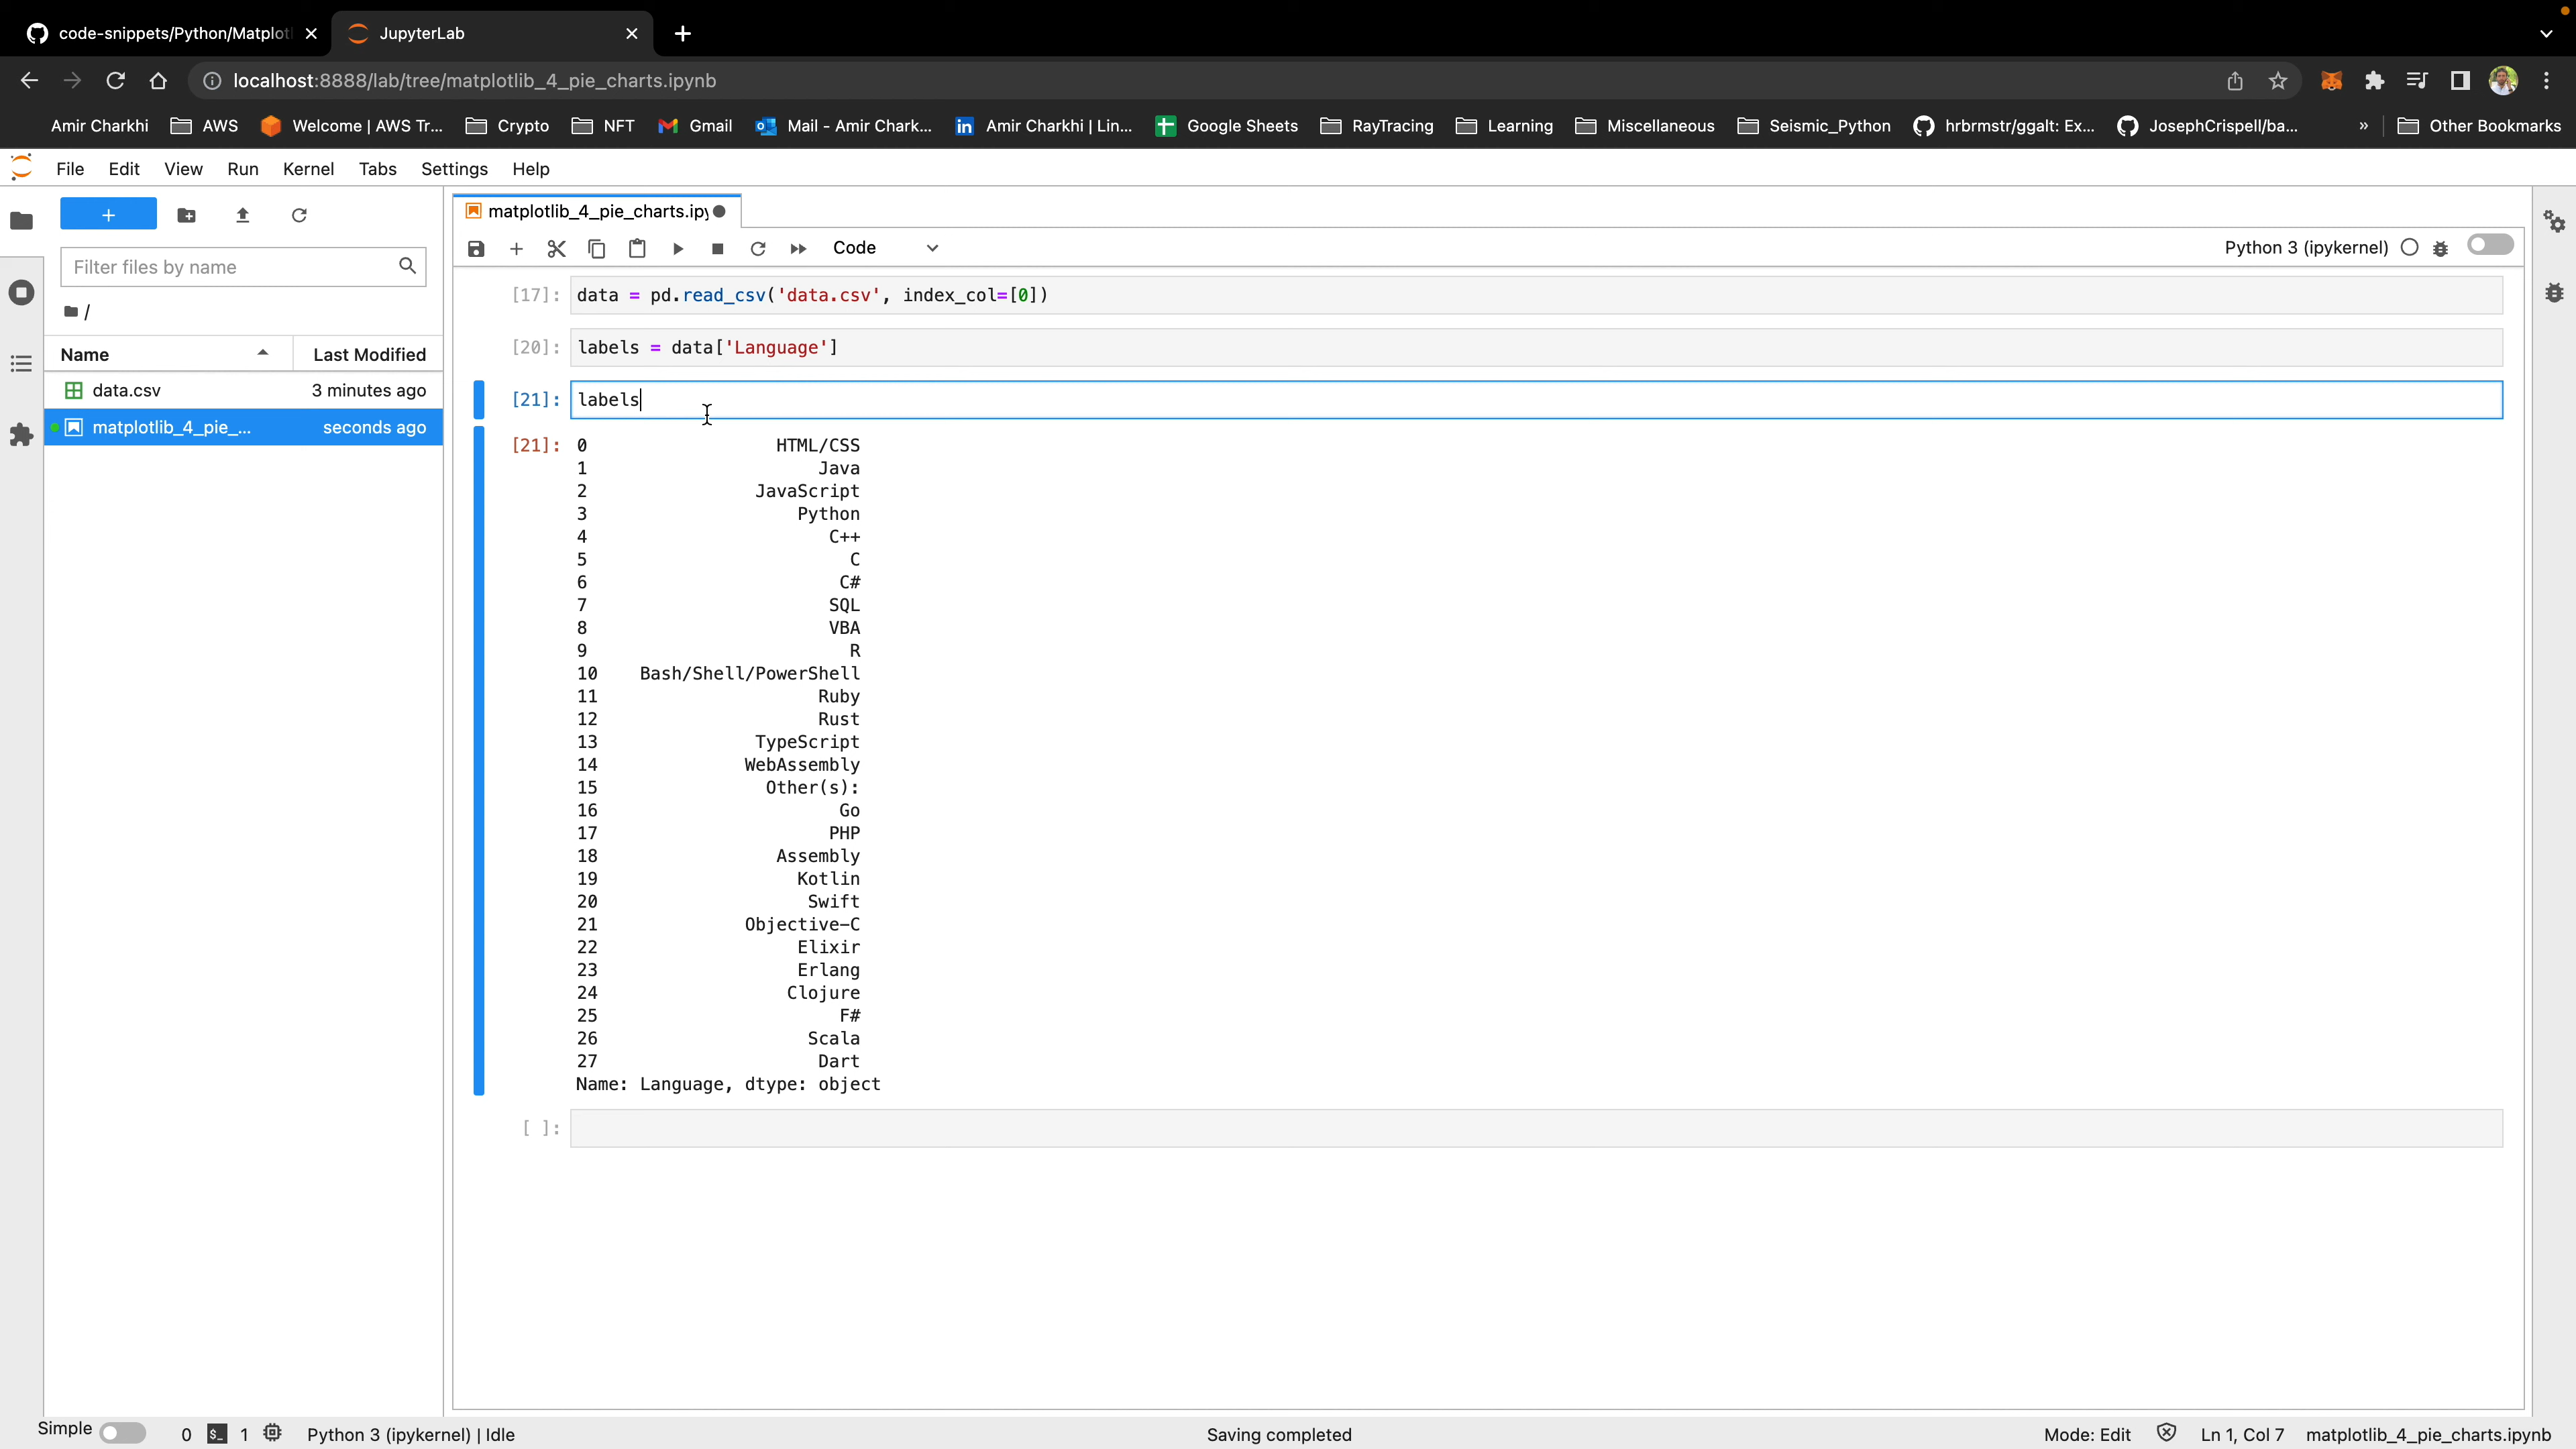 code-snippets/Python/Matplotl
JupyterLab
localhost:8888/lab/tree/matplotlib_4_pie_charts.ipynb
Amir Charkhi AWS Welcome | AWS Tr... Crypto NFT Gmail Mail - Amir Chark... Amir Charkhi | Lin... Google Sheets RayTracing Learning Miscellaneous Seismic_Python hrbrmstr/ggalt: Ex... JosephCrispell/ba... » Other Bookmarks
File Edit View Run Kernel Tabs Settings Help
matplotlib_4_pie_charts.ipy
Code
Python 3 (ipykernel)
Filter files by name
/
Name Last Modified
data.csv 3 minutes ago
matplotlib_4_pie_... seconds ago
[17]: data = pd.read_csv('data.csv', index_col=[0])
[20]: labels = data['Language']
[21]: labels
[21]: 0 HTML/CSS
1 Java
2 JavaScript
3 Python
4 C++
5 C
6 C#
7 SQL
8 VBA
9 R
10 Bash/Shell/PowerShell
11 Ruby
12 Rust
13 TypeScript
14 WebAssembly
15 Other(s):
16 Go
17 PHP
18 Assembly
19 Kotlin
20 Swift
21 Objective-C
22 Elixir
23 Erlang
24 Clojure
25 F#
26 Scala
27 Dart
Name: Language, dtype: object
[ ]:
Simple 0 $_ 1 Python 3 (ipykernel) | Idle Saving completed Mode: Edit Ln 1, Col 7 matplotlib_4_pie_charts.ipynb